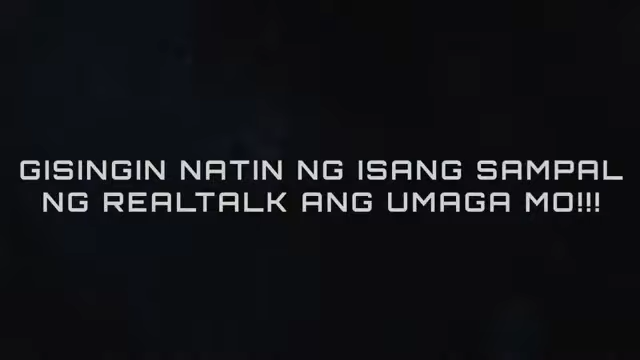 GISINGIN NATIN NG ISANG SAMPAL
NG REALTALK ANG UMAGA MO!!!